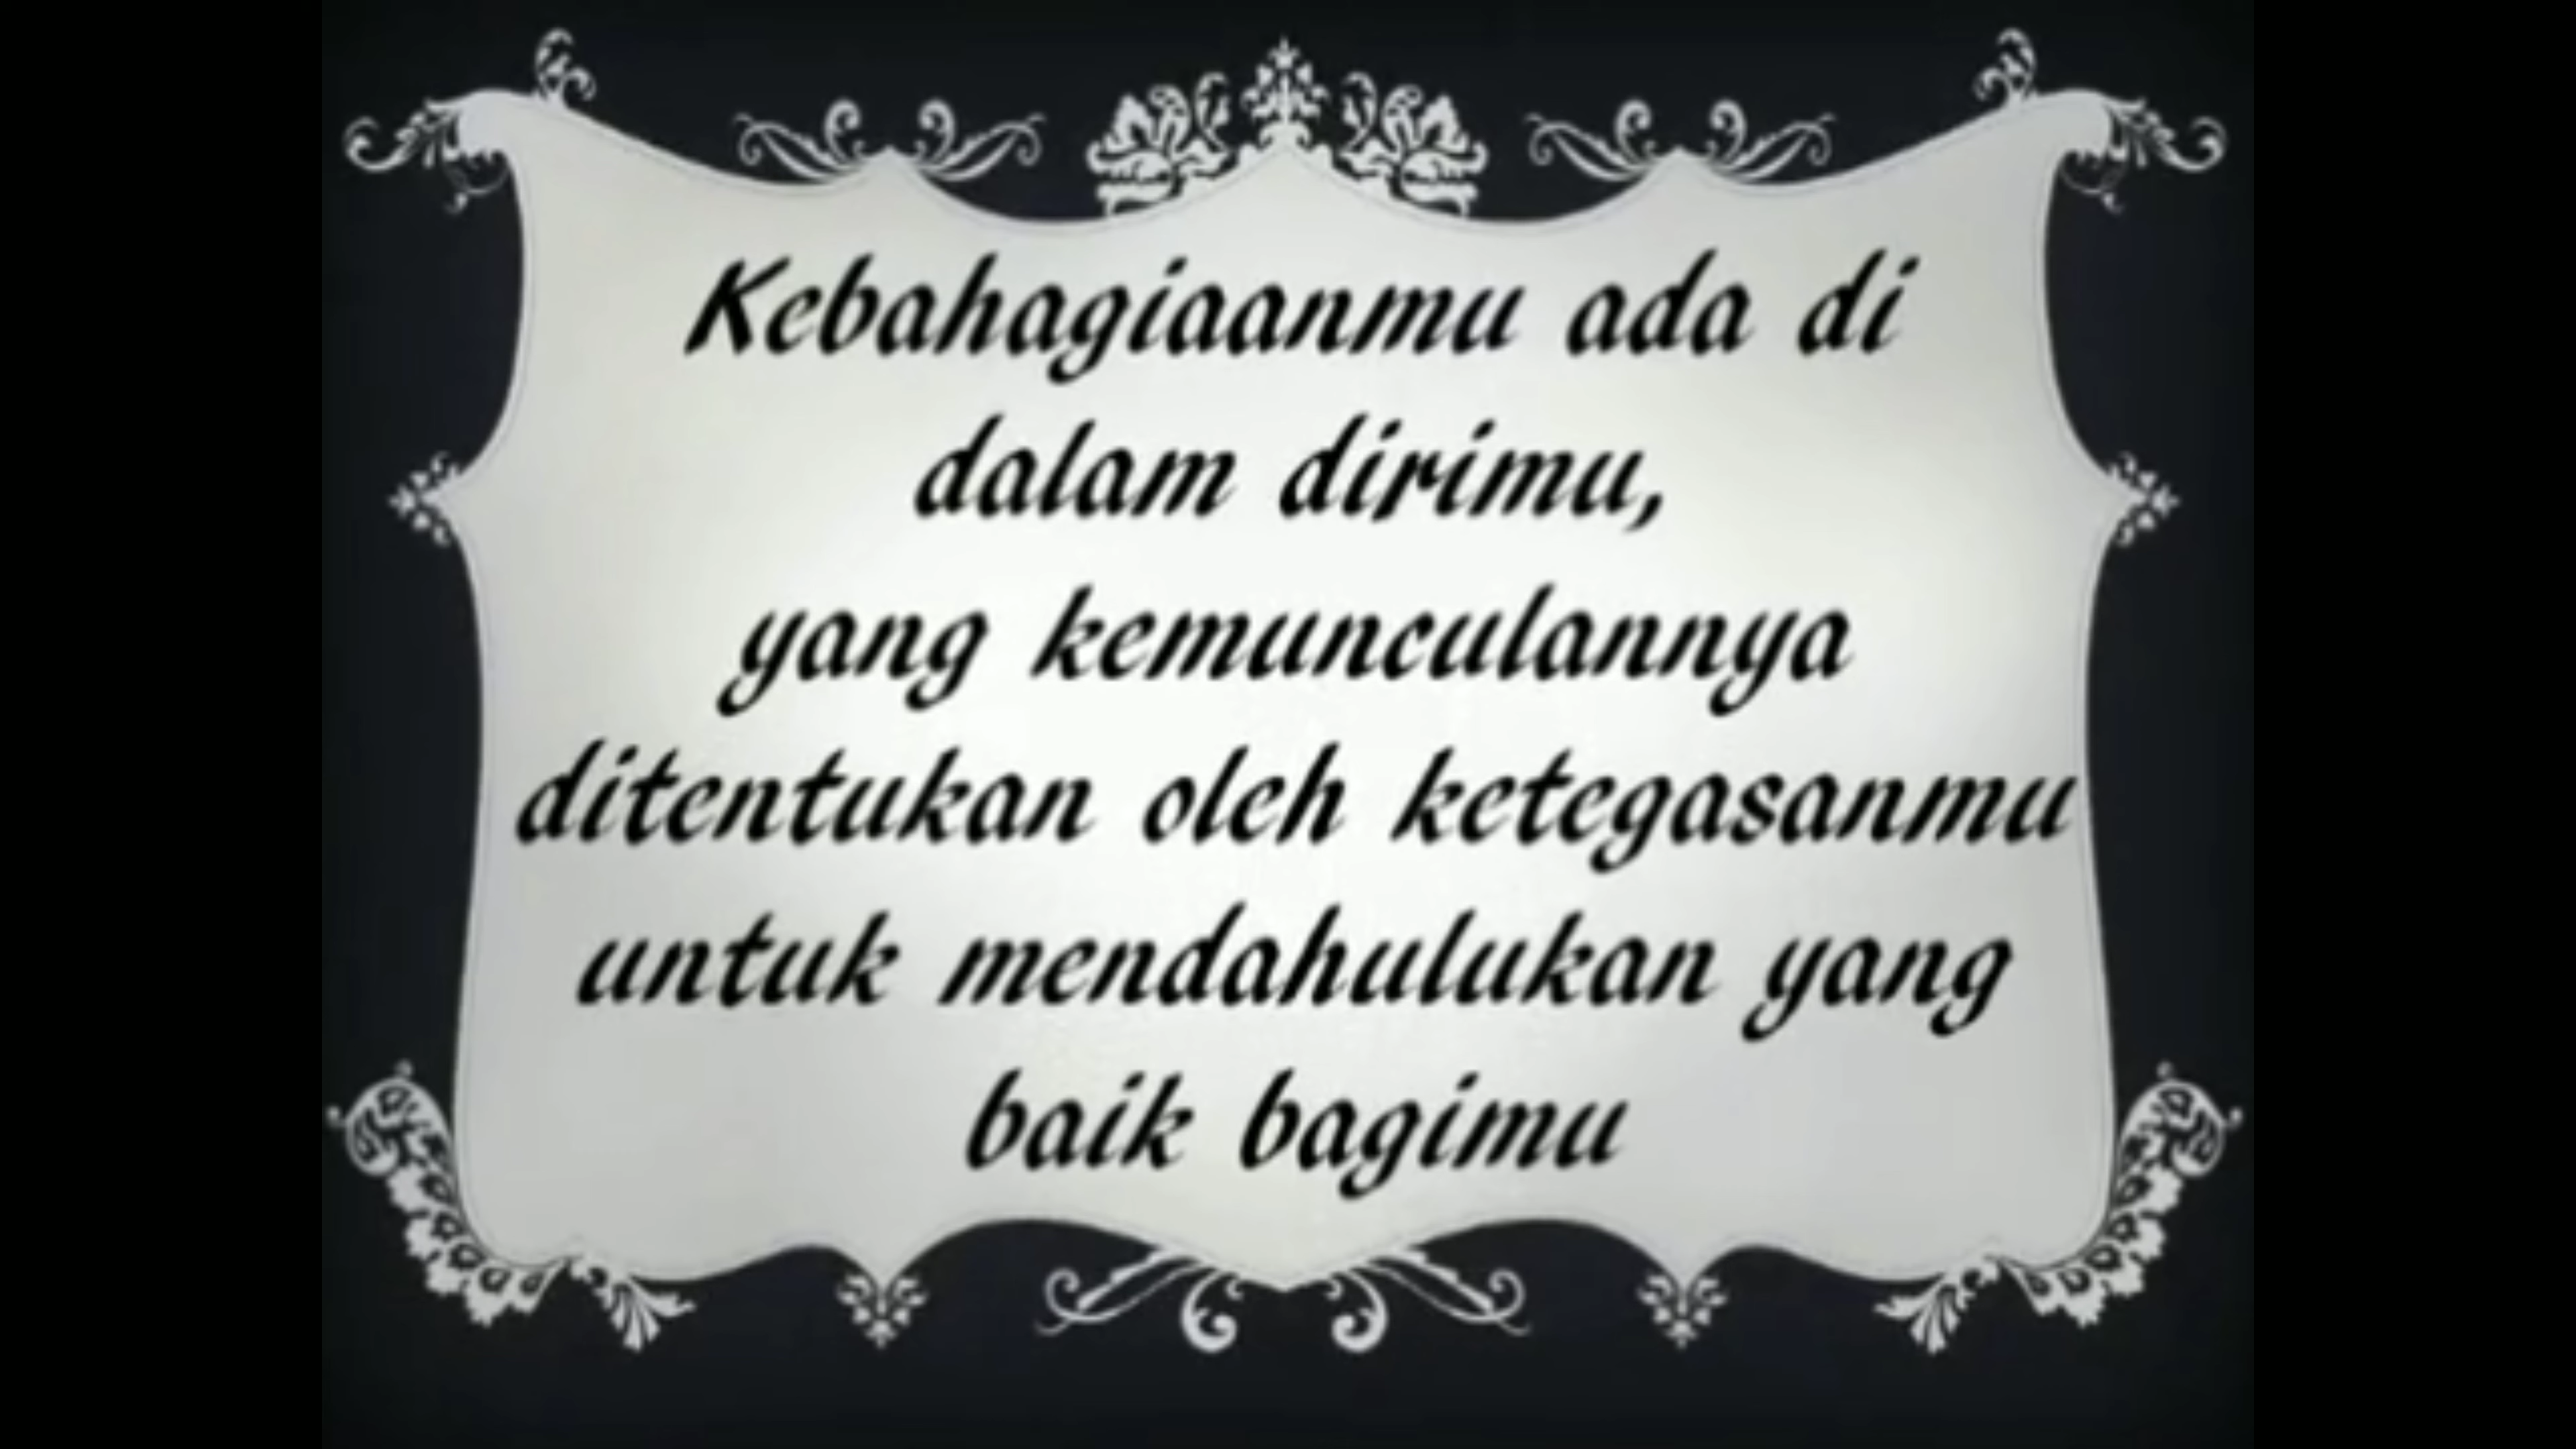 Kebahagiaanmu ada di
dalam dirimu,
yang kemunculannya
ditentukan oleh ketegasanmu
untuk mendahulukan yang
baik bagimu